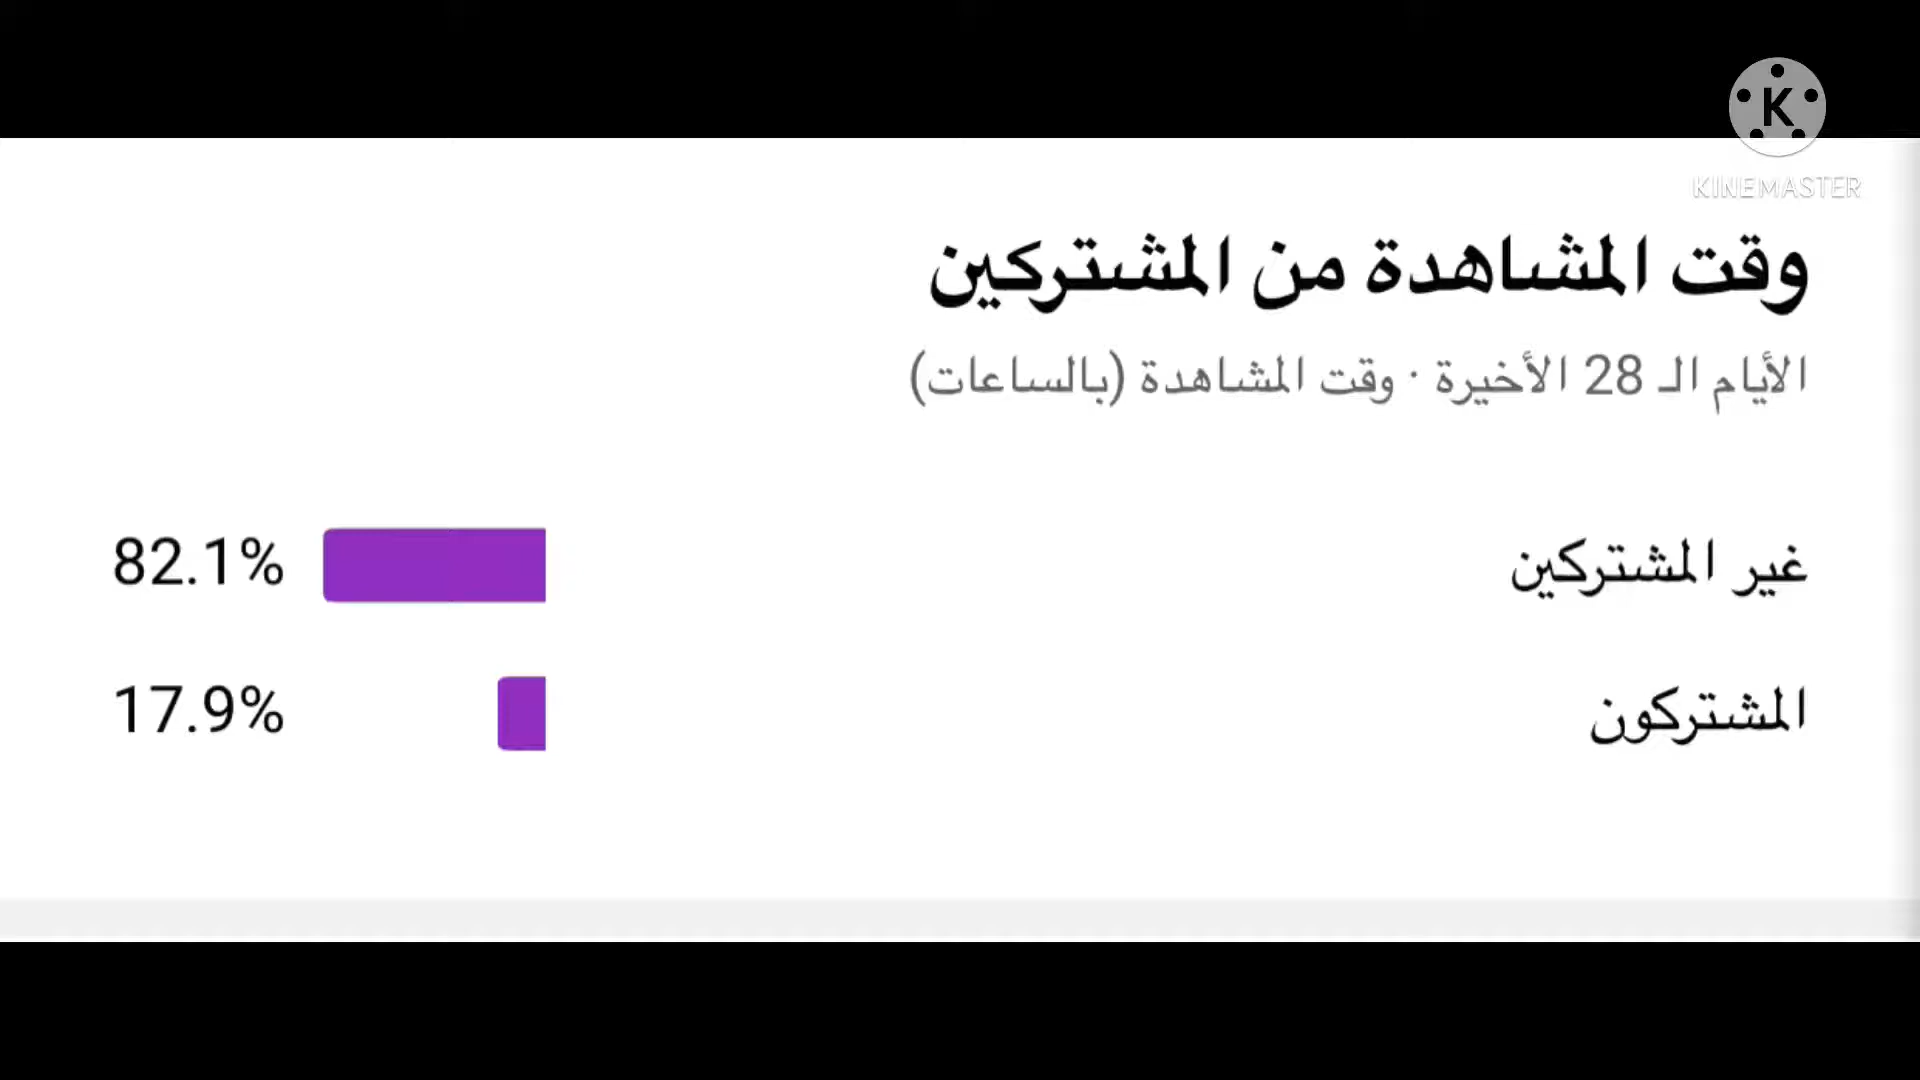 K
KINEMASTER
وقت المشاهدة من المشتركين
الأيام الـ 28 الأخيرة · وقت المشاهدة (بالساعات)
غير المشتركين 82.1%
المشتركون 17.9%